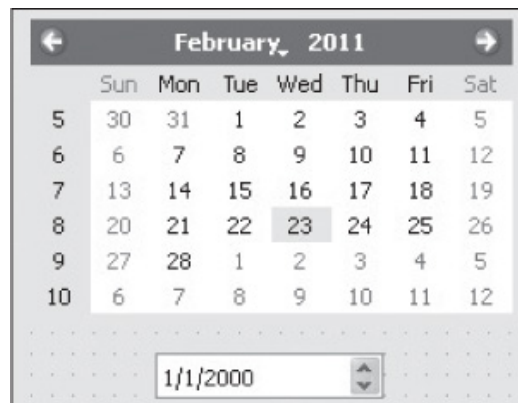 February, 2011
Sun Mon Tue Wed Thu Fri Sat
5 30 31 1 2 3 4 5
6 6 7 8 9 10 11 12
7 13 14 15 16 17 18 19
8 20 21 22 23 24 25 26
9 27 28 1 2 3 4 5
10 6 7 8 9 10 11 12
1/1/2000